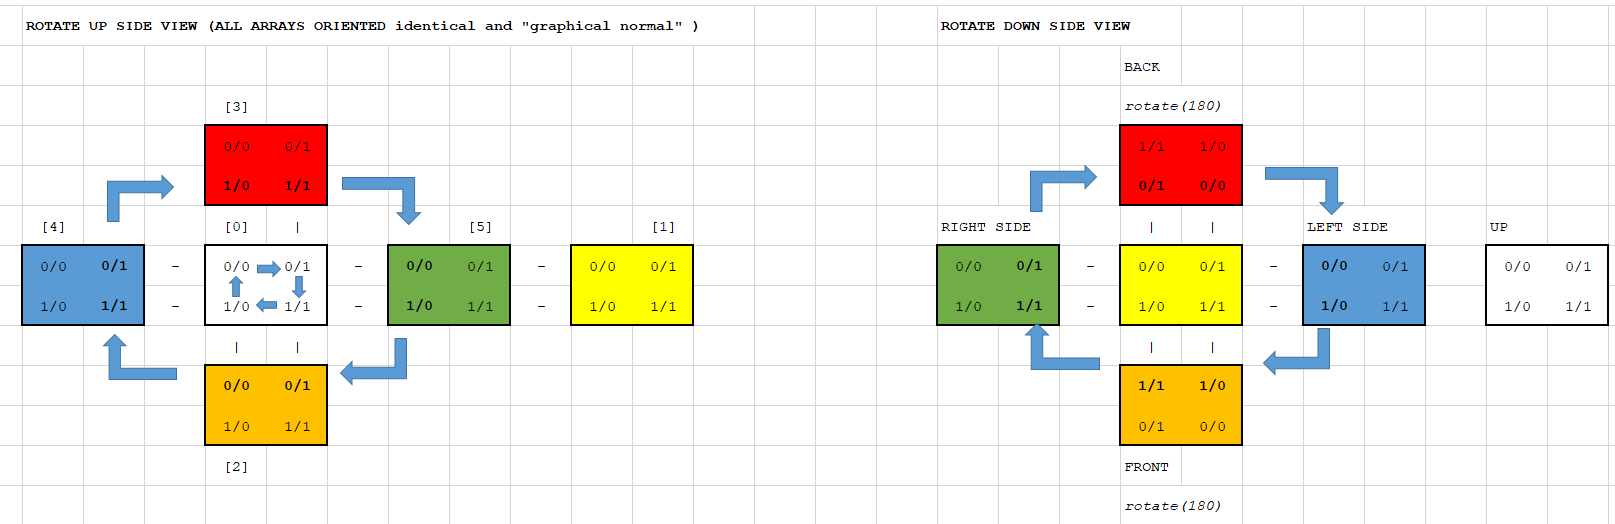 ROTATE UP SIDE VIEW (ALL ARRAYS ORIENTED identical and "graphical normal" ) ROTATE DOWN SIDE VIEW
BACK
[3] rotate(180)
0/0 0/1 1/1 1/0
1/0 1/1 0/1 0/0
[4] [0] | [5] [1] RIGHT SIDE | | LEFT SIDE UP
0/0 0/1 - 0/0 0/1 - 0/0 0/1 - 0/0 0/1 0/0 0/1 - 0/0 0/1 - 0/0 0/1 0/0 0/1
1/0 1/1 - 1/0 1/1 - 1/0 1/1 - 1/0 1/1 1/0 1/1 - 1/0 1/1 - 1/0 1/1 1/0 1/1
| | | |
0/0 0/1 1/1 1/0
1/0 1/1 0/1 0/0
[2] FRONT
rotate(180)